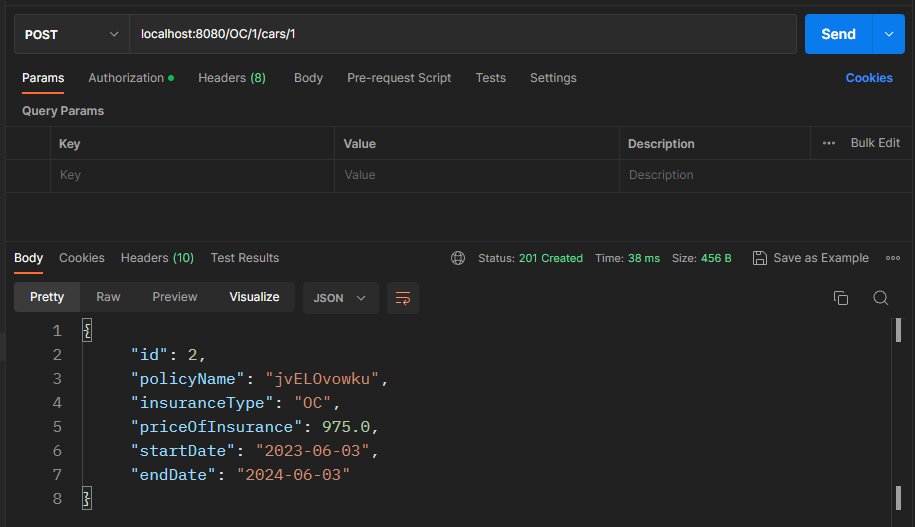 POST localhost:8080/OC/1/cars/1 Send
Params Authorization Headers (8) Body Pre-request Script Tests Settings Cookies
Query Params
Key Value Description Bulk Edit
Key Value Description
Body Cookies Headers (10) Test Results Status: 201 Created Time: 38 ms Size: 456 B Save as Example
Pretty Raw Preview Visualize JSON
1 {
2 "id": 2,
3 "policyName": "jvELOvowku",
4 "insuranceType": "OC",
5 "priceOfInsurance": 975.0,
6 "startDate": "2023-06-03",
7 "endDate": "2024-06-03"
8 }